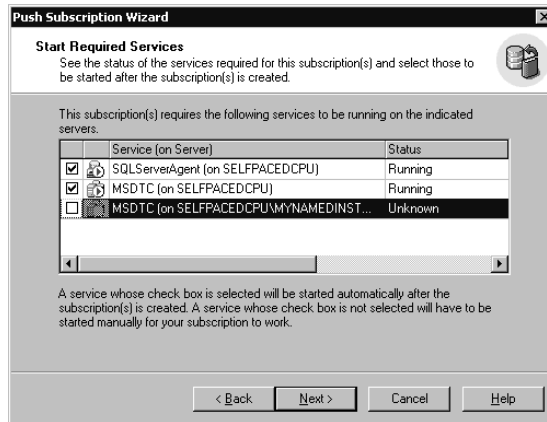 Push Subscription Wizard
Start Required Services
See the status of the services required for this subscription(s) and select those to
be started after the subscription(s) is created.
This subscription(s) requires the following services to be running on the indicated
servers.
Service (on Server) Status
SQLServerAgent (on SELFPACEDCPU) Running
MSDTC (on SELFPACEDCPU) Running
MSDTC (on SELFPACEDCPU\MYNAMEDINST... Unknown
A service whose check box is selected will be started automatically after the
subscription(s) is created. A service whose check box is not selected will have to be
started manually for your subscription to work.
< Back Next > Cancel Help